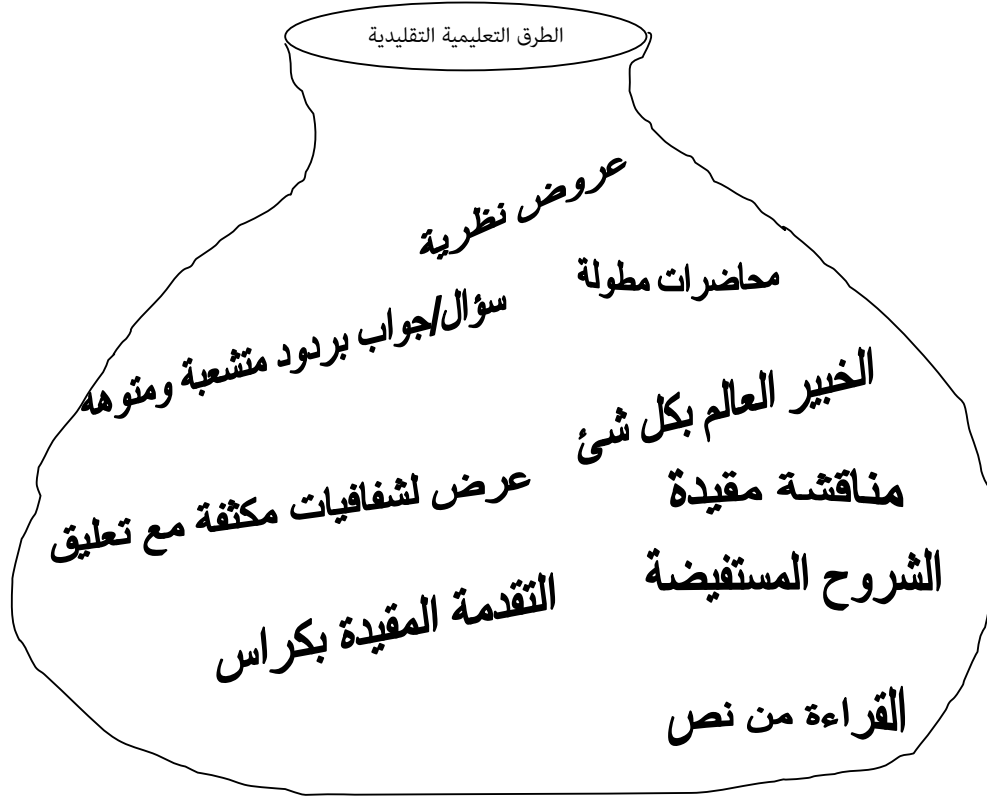 الطرق التعليمية التقليدية
عروض نظرية
محاضرات مطولة
سؤال/جواب بردود متشعبة ومتوهه
الخبير العالم بكل شئ
مناقشة مقيدة
عرض لشفافيات مكثفة مع تعليق
الشروح المستفيضة
التقدمة المقيدة بكراس
القراءة من نص